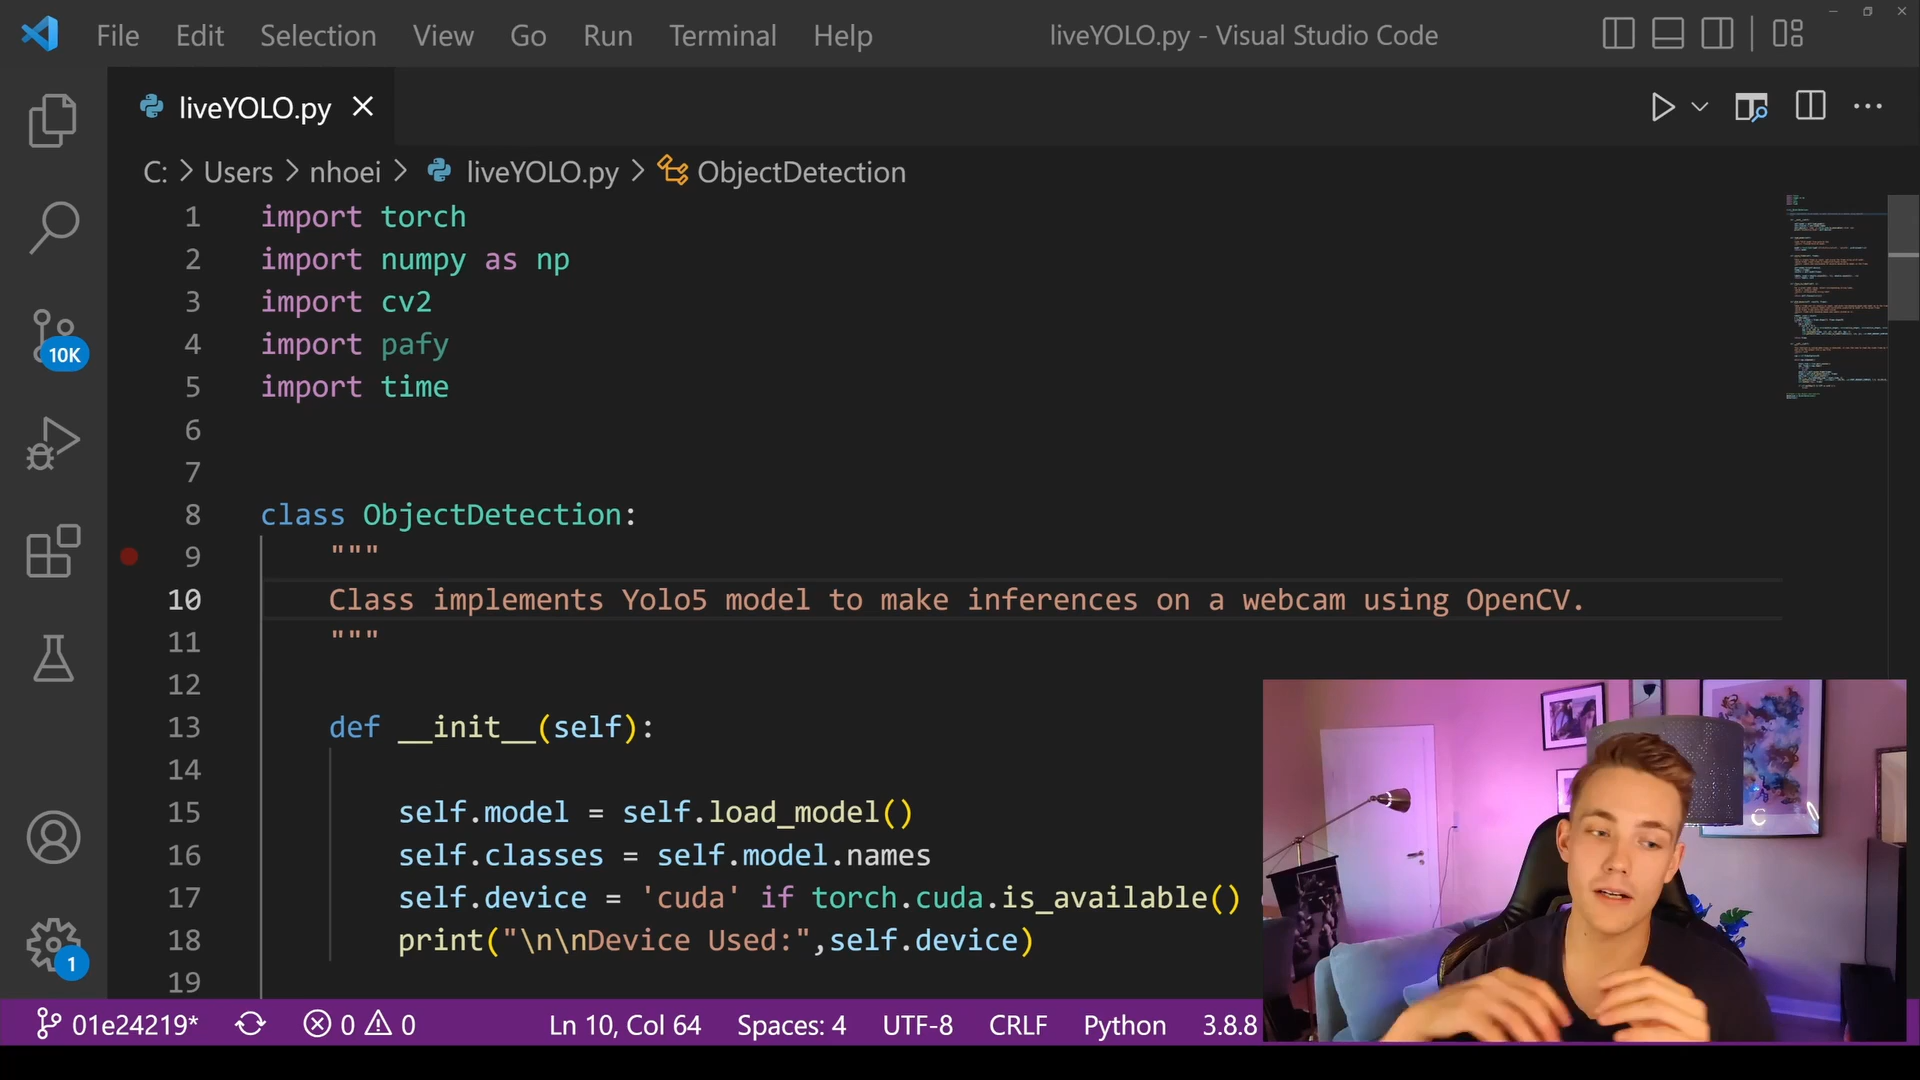 File Edit Selection View Go Run Terminal Help liveYOLO.py - Visual Studio Code
liveYOLO.py
C: > Users > nhoei > liveYOLO.py > ObjectDetection
1 import torch
2 import numpy as np
3 import cv2
4 import pafy
5 import time
6
7
8 class ObjectDetection:
9 """
10 Class implements Yolo5 model to make inferences on a webcam using OpenCV.
11 """
12
13 def __init__(self):
14
15 self.model = self.load_model()
16 self.classes = self.model.names
17 self.device = 'cuda' if torch.cuda.is_available()
18 print("\n\nDevice Used:",self.device)
19
10K
1
01e24219* 0 0 Ln 10, Col 64 Spaces: 4 UTF-8 CRLF Python 3.8.8